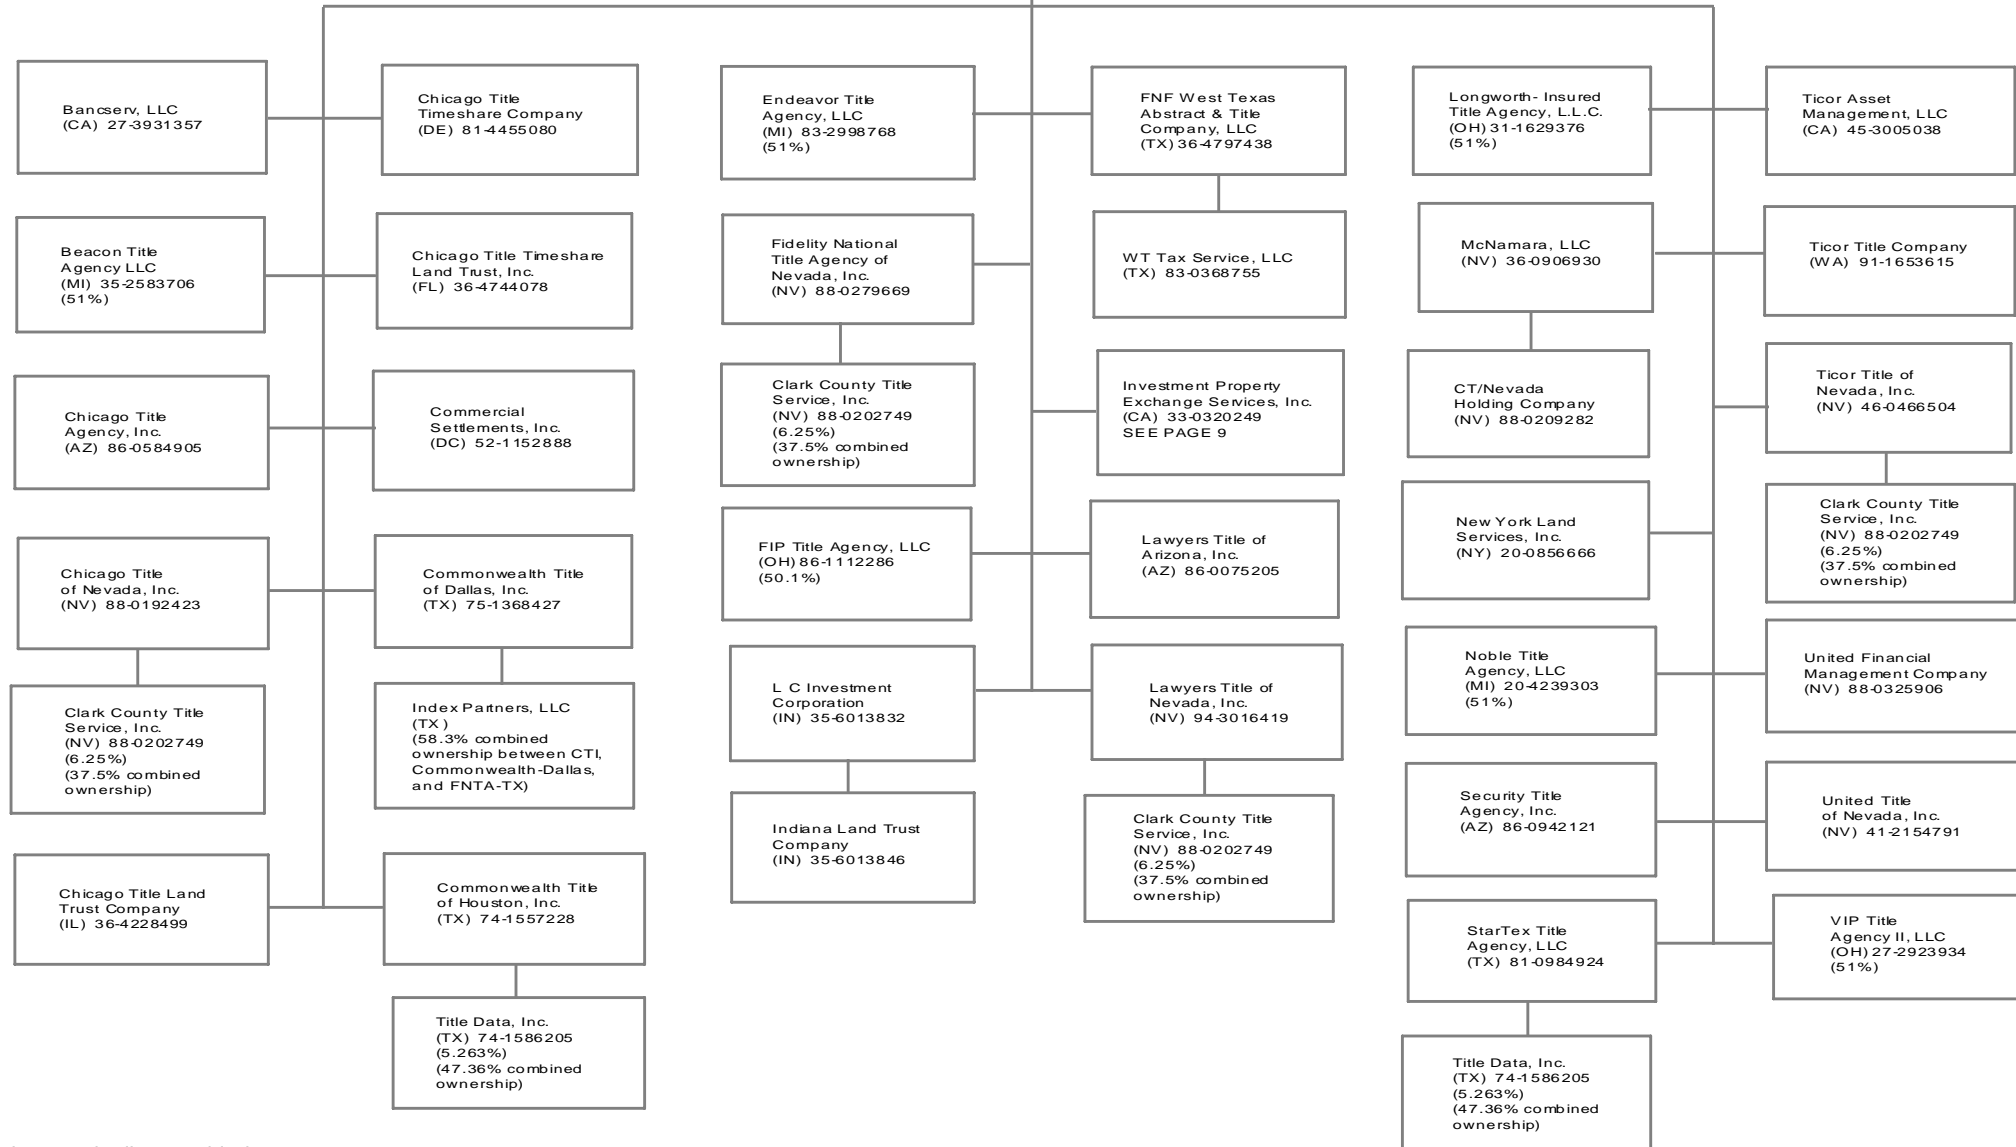 Bancserv, LLC
(CA) 27-3931357
Chicago Title
Timeshare Company
(DE) 81-4455080
Beacon Title
Agency LLC
(MI) 35-2583706
(51%)
Chicago Title Timeshare
Land Trust, Inc.
(FL) 36-4744078
Chicago Title
Agency, Inc.
(AZ) 86-0584905
Commercial
Settlements, Inc.
(DC) 52-1152888
Chicago Title
of Nevada, Inc.
(NV) 88-0192423
Commonwealth Title
of Dallas, Inc.
(TX) 75-1368427
Clark County Title
Service, Inc.
(NV) 88-0202749
(6.25%)
(37.5% combined
ownership)
Index Partners, LLC
(TX)
(58.3% combined
ownership between CTI,
Commonwealth-Dallas,
and FNTA-TX)
Chicago Title Land
Trust Company
(IL) 36-4228499
Commonwealth Title
of Houston, Inc.
(TX) 74-1557228
Title Data, Inc.
(TX) 74-1586205
(5.263%)
(47.36% combined
ownership)
Endeavor Title
Agency, LLC
(MI) 83-2998768
(51%)
FNF West Texas
Abstract & Title
Company, LLC
(TX) 36-4797438
Fidelity National
Title Agency of
Nevada, Inc.
(NV) 88-0279669
WT Tax Service, LLC
(TX) 83-0368755
Clark County Title
Service, Inc.
(NV) 88-0202749
(6.25%)
(37.5% combined
ownership)
Investment Property
Exchange Services, Inc.
(CA) 33-0320249
SEE PAGE 9
FIP Title Agency, LLC
(OH) 86-1112286
(50.1%)
Lawyers Title of
Arizona, Inc.
(AZ) 86-0075205
L C Investment
Corporation
(IN) 35-6013832
Lawyers Title of
Nevada, Inc.
(NV) 94-3016419
Indiana Land Trust
Company
(IN) 35-6013846
Clark County Title
Service, Inc.
(NV) 88-0202749
(6.25%)
(37.5% combined
ownership)
Longworth- Insured
Title Agency, L.L.C.
(OH) 31-1629376
(51%)
Ticor Asset
Management, LLC
(CA) 45-3005038
McNamara, LLC
(NV) 36-0906930
Ticor Title Company
(WA) 91-1653615
CT/Nevada
Holding Company
(NV) 88-0209282
Ticor Title of
Nevada, Inc.
(NV) 46-0466504
New York Land
Services, Inc.
(NY) 20-0856666
Clark County Title
Service, Inc.
(NV) 88-0202749
(6.25%)
(37.5% combined
ownership)
Noble Title
Agency, LLC
(MI) 20-4239303
(51%)
United Financial
Management Company
(NV) 88-0325906
Security Title
Agency, Inc.
(AZ) 86-0942121
United Title
of Nevada, Inc.
(NV) 41-2154791
StarTex Title
Agency, LLC
(TX) 81-0984924
VIP Title
Agency II, LLC
(OH) 27-2923934
(51%)
Title Data, Inc.
(TX) 74-1586205
(5.263%)
(47.36% combined
ownership)